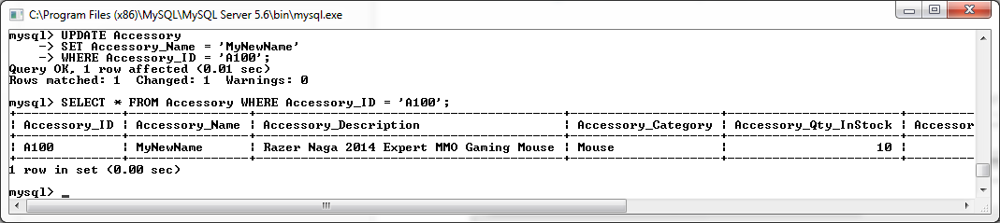 C:\Program Files (x86)\MySQL\MySQL Server 5.6\bin\mysql.exe
mysql> UPDATE Accessory
    -> SET Accessory_Name = 'MyNewName'
    -> WHERE Accessory_ID = 'A100';
Query OK, 1 row affected (0.01 sec)
Rows matched: 1  Changed: 1  Warnings: 0
mysql> SELECT * FROM Accessory WHERE Accessory_ID = 'A100';
| Accessory_ID | Accessory_Name | Accessory_Description | Accessory_Category | Accessory_Qty_InStock | Accessor
| A100 | MyNewName | Razer Naga 2014 Expert MMO Gaming Mouse | Mouse | 10 |
1 row in set (0.00 sec)
mysql> _